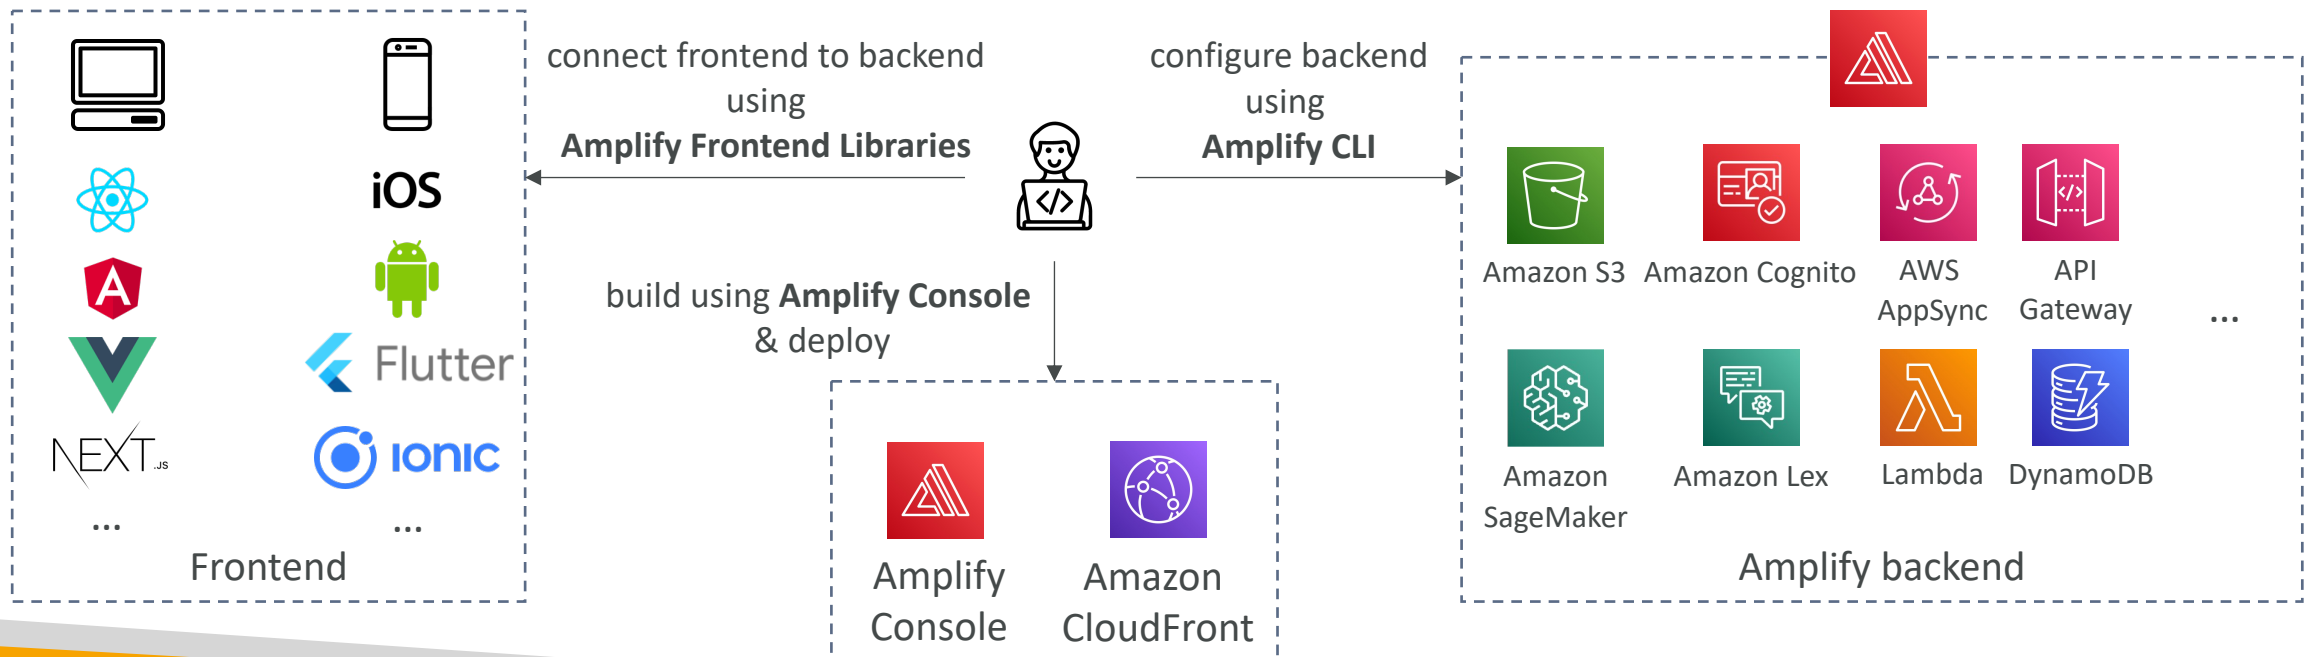 connect frontend to backend
using
Amplify Frontend Libraries
configure backend
using
Amplify CLI
iOS
Flutter
NEXT.JS
IONIC
...
...
Frontend
</>
build using Amplify Console
& deploy
Amplify
Console
Amazon
CloudFront
</>
Amazon S3
Amazon Cognito
AWS
AppSync
API
Gateway
...
Amazon
SageMaker
Amazon Lex
Lambda
DynamoDB
Amplify backend